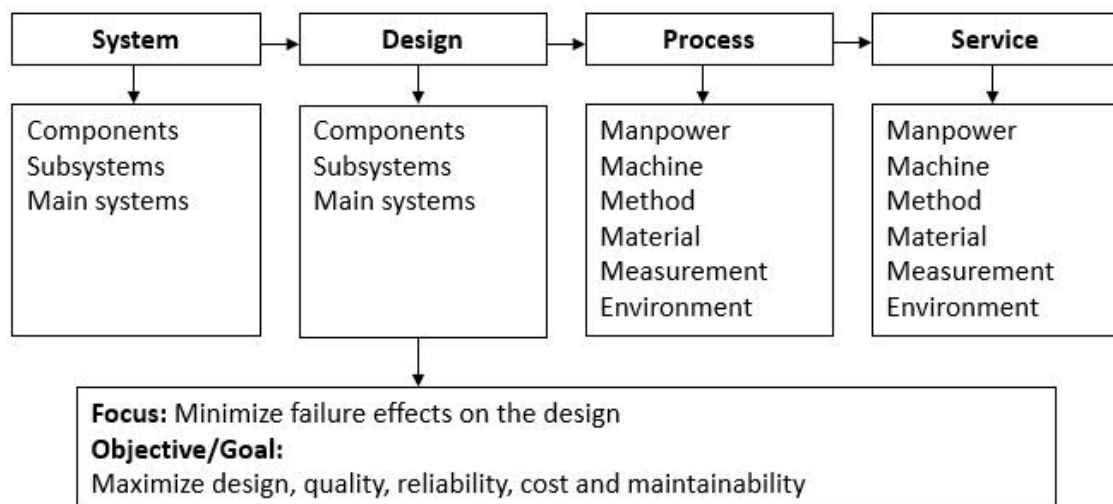 System
Design
Process
Service
Components
Subsystems
Main systems
Components
Subsystems
Main systems
Manpower
Machine
Method
Material
Measurement
Environment
Manpower
Machine
Method
Material
Measurement
Environment
Focus: Minimize failure effects on the design
Objective/Goal:
Maximize design, quality, reliability, cost and maintainability